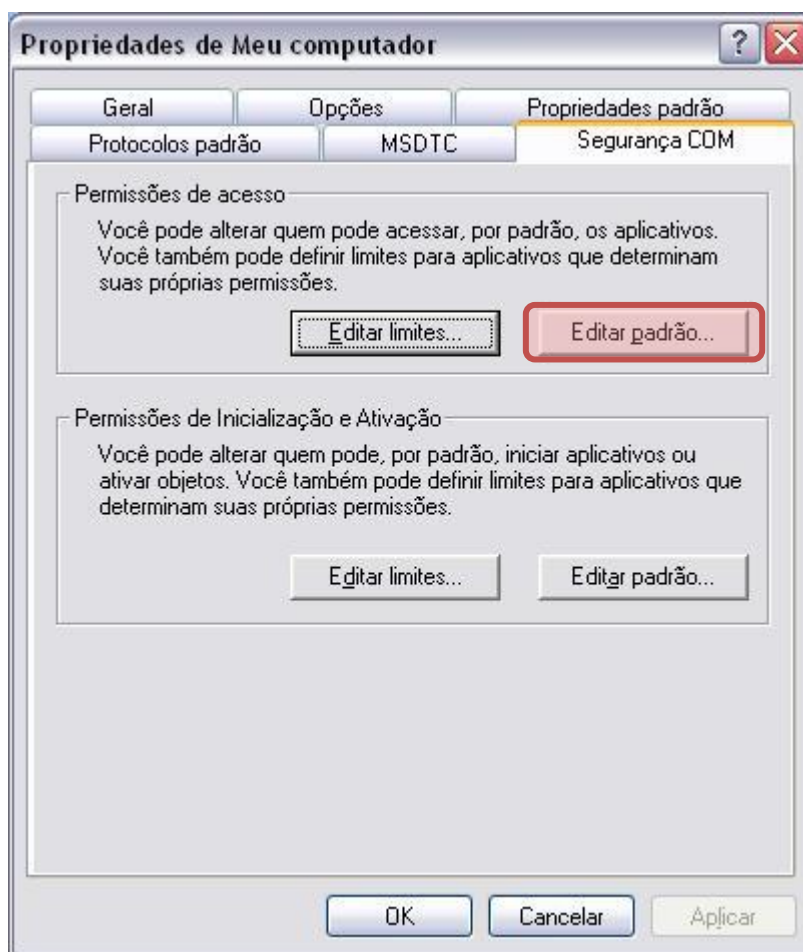 Propriedades de Meu computador
?
Geral
Opções
Propriedades padrão
Protocolos padrão
MSDTC
Segurança COM
Permissões de acesso
Você pode alterar quem pode acessar, por padrão, os aplicativos.
Você também pode definir limites para aplicativos que determinam
suas próprias permissões.
Editar limites...
Editar padrão...
Permissões de Inicialização e Ativação
Você pode alterar quem pode, por padrão, iniciar aplicativos ou
ativar objetos. Você também pode definir limites para aplicativos que
determinam suas próprias permissões.
Editar limites...
Editar padrão...
OK
Cancelar
Aplicar